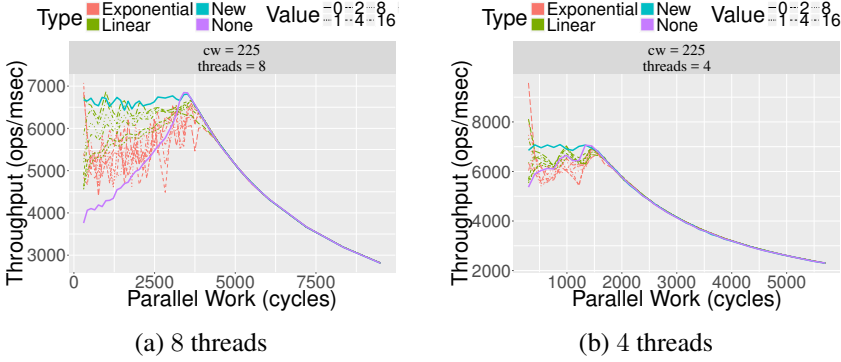 Type Exponential New Linear None Value 0 2 8 1 4 16
cw = 225
threads = 8
Throughput (ops/msec)
7000
6000
5000
4000
3000
0 2500 5000 7500
Parallel Work (cycles)
(a) 8 threads
Type Exponential New Linear None Value 0 2 8 1 4 16
cw = 225
threads = 4
Throughput (ops/msec)
8000
6000
4000
2000
1000 2000 3000 4000 5000
Parallel Work (cycles)
(b) 4 threads